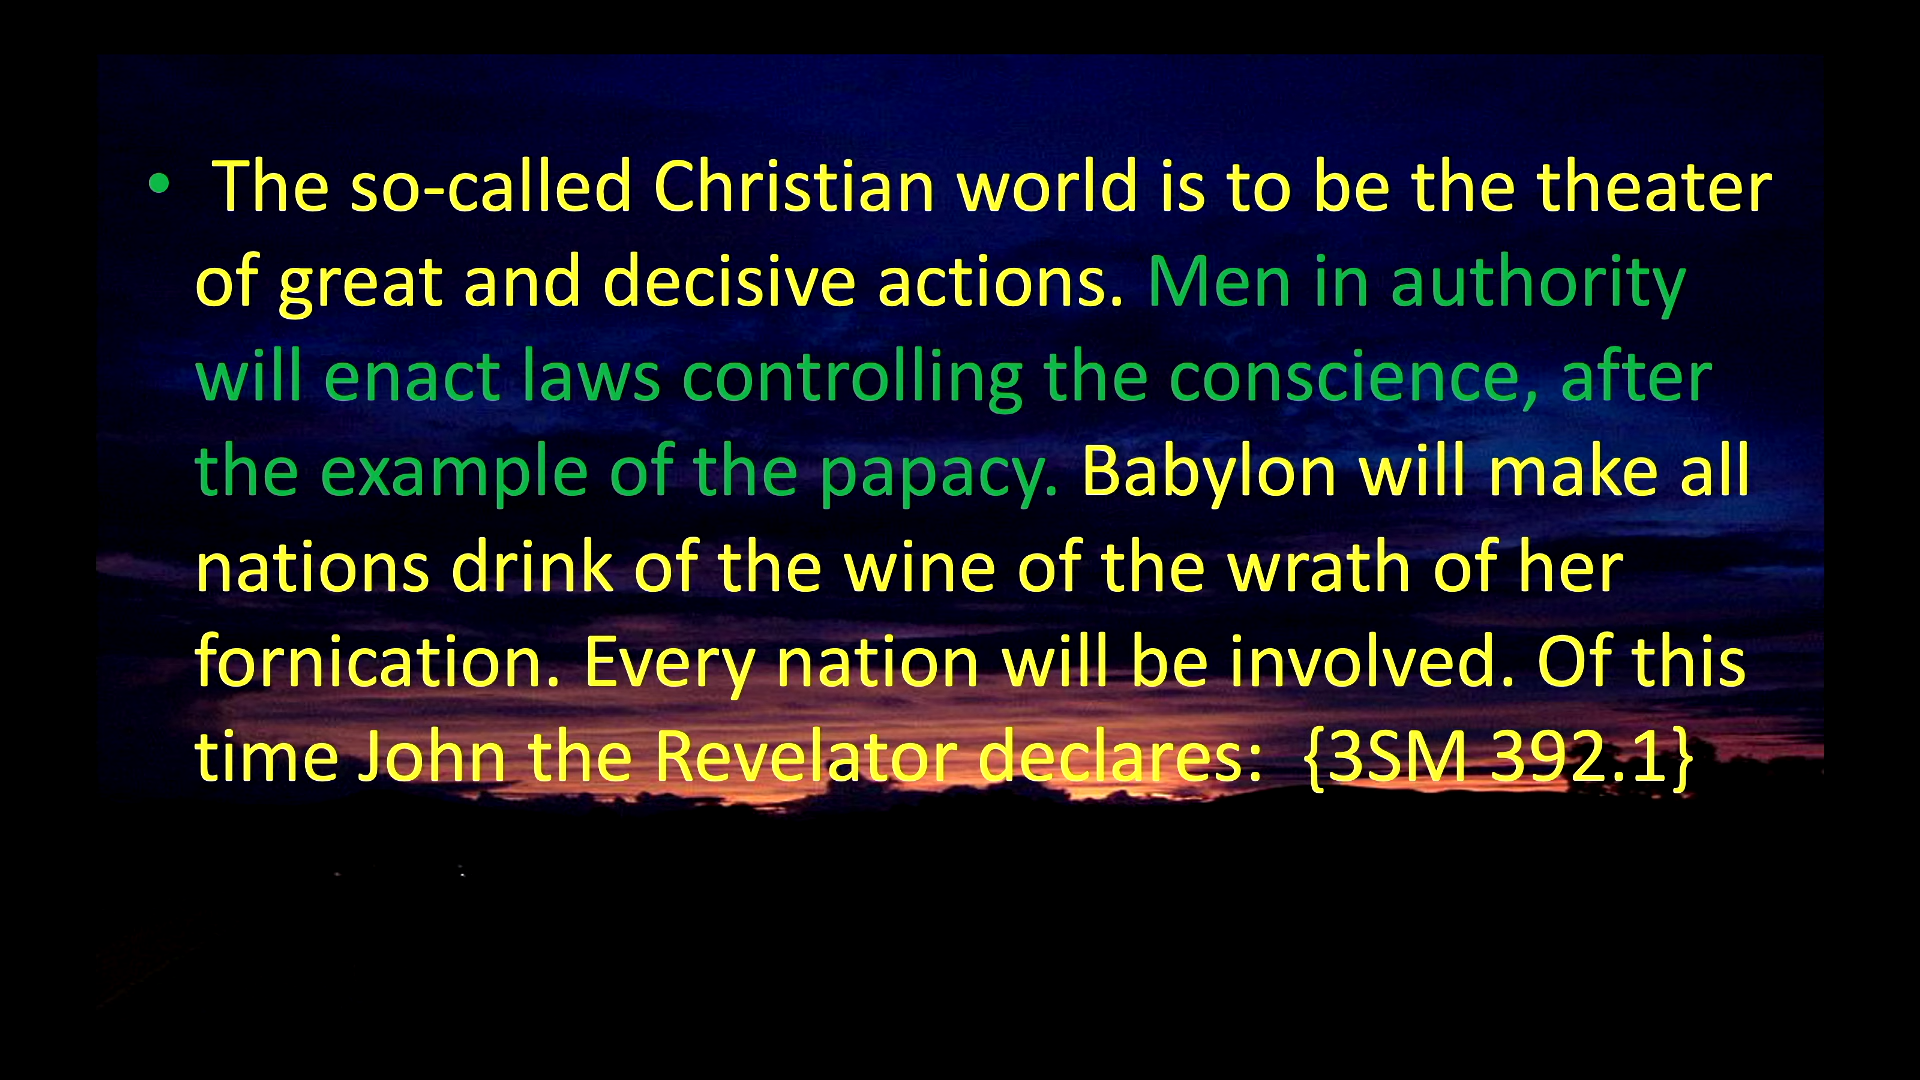 • The so-called Christian world is to be the theater
of great and decisive actions. Men in authority
will enact laws controlling the conscience, after
the example of the papacy. Babylon will make all
nations drink of the wine of the wrath of her
fornication. Every nation will be involved. Of this
time John the Revelator declares:  {3SM 392.1}